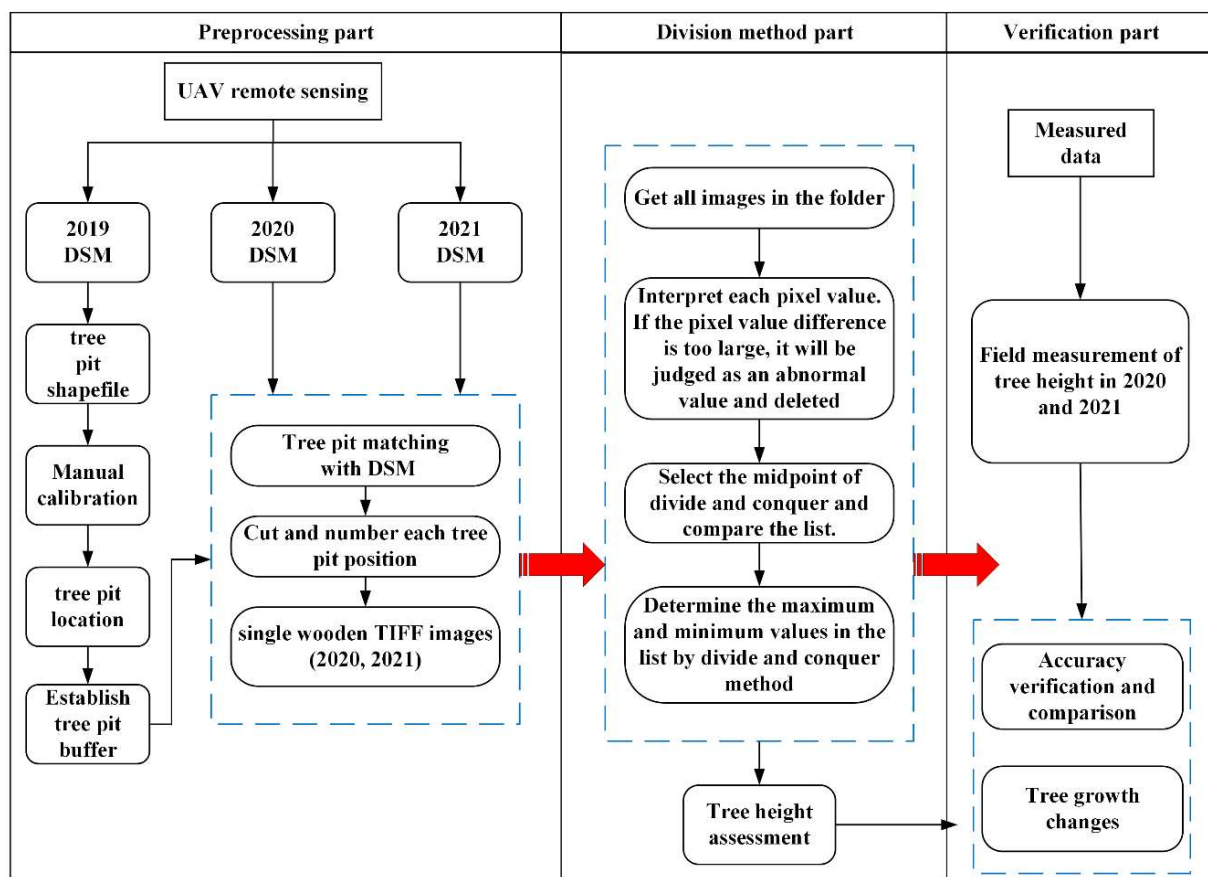 Preprocessing part
UAV remote sensing
2019
DSM
2020
DSM
2021
DSM
tree
pit
shapefile
Manual
calibration
tree pit
location
Establish
tree pit
buffer
Tree pit matching
with DSM
Cut and number each tree
pit position
single wooden TIFF images
(2020, 2021)
Division method part
Get all images in the folder
Interpret each pixel value.
If the pixel value difference
is too large, it will be
judged as an abnormal
value and deleted
Select the midpoint of
divide and conquer and
compare the list.
Determine the maximum
and minimum values in the
list by divide and conquer
method
Tree height
assessment
Verification part
Measured
data
Field measurement of
tree height in 2020
and 2021
Accuracy
verification and
comparison
Tree growth
changes